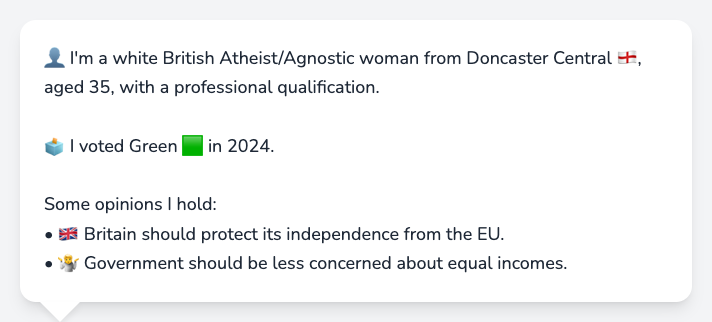 👤 I'm a white British Atheist/Agnostic woman from Doncaster Central 🏴󠁧󠁢󠁥󠁮󠁧󠁿,
aged 35, with a professional qualification.
🗳️ I voted Green 🟩 in 2024.
Some opinions I hold:
• 🇬🇧 Britain should protect its independence from the EU.
• 🤷‍♀️ Government should be less concerned about equal incomes.